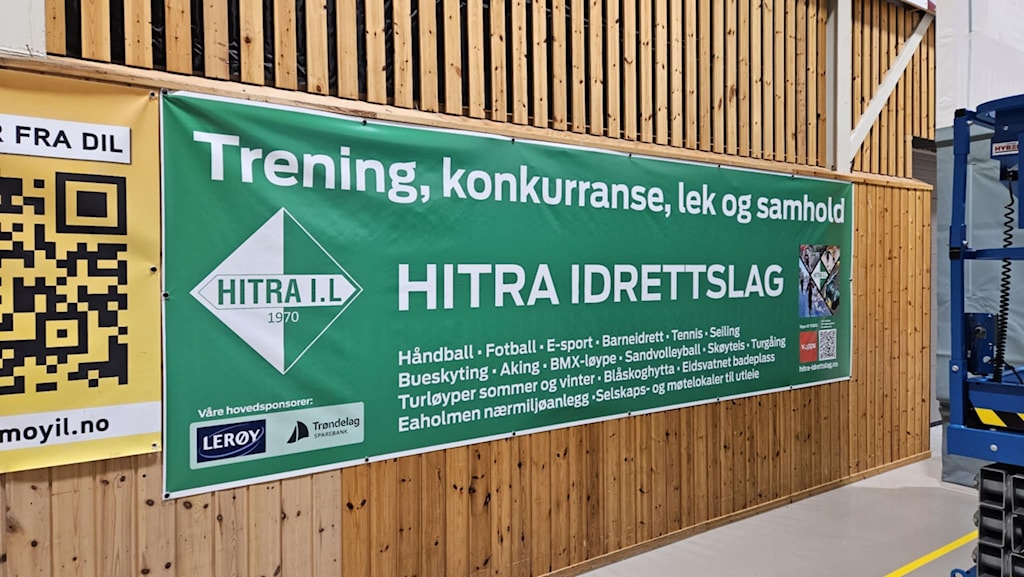 R FRA DIL
moyil.no
Trening, konkurranse, lek og samhold
HITRA I.L
1970
HITRA IDRETTSLAG
Håndball · Fotball · E-sport · Barneidrett · Tennis · Seiling
Bueskyting · Aking · BMX-løype · Sandvolleyball · Skøyteis · Turgåing
Turløyper sommer og vinter · Blåskoghytta · Eidsvatnet badeplass
Eaholmen nærmiljøanlegg ·Selskaps- og møtelokaler til utleie
Våre hovedsponsorer:
LERØY
Trøndelag
SPAREBANK
HITRA I.L
vipps
hitra-idrettslag.no